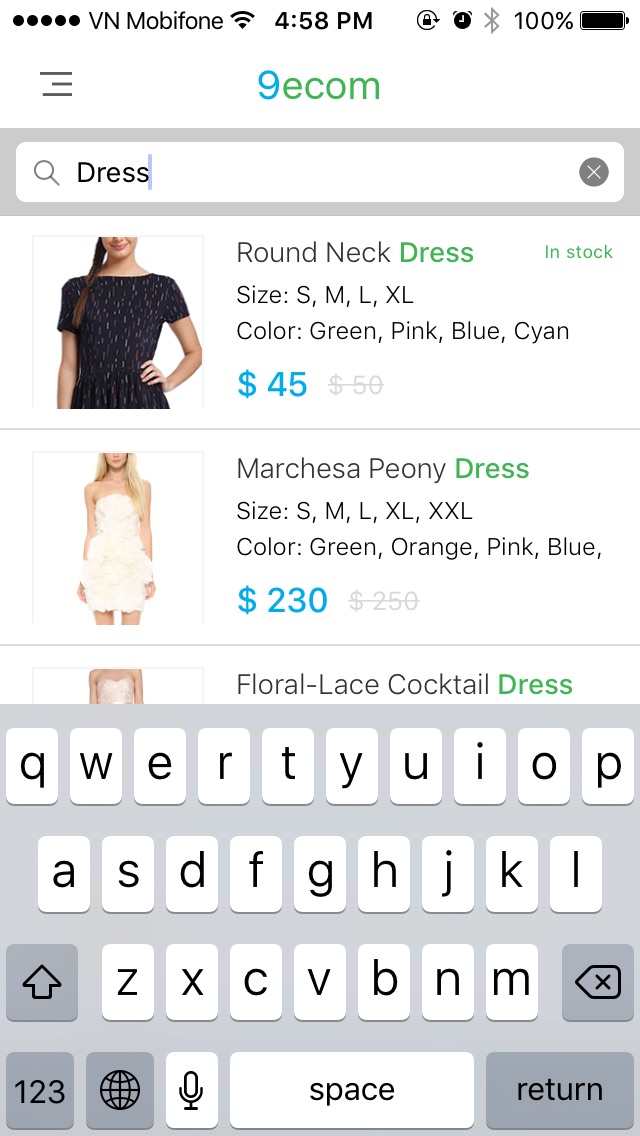 VN Mobifone 4:58 PM 100%
9ecom
Dress
Round Neck Dress In stock
Size: S, M, L, XL
Color: Green, Pink, Blue, Cyan
$ 45 $ 50
Marchesa Peony Dress
Size: S, M, L, XL, XXL
Color: Green, Orange, Pink, Blue,
$ 230 $ 250
Floral-Lace Cocktail Dress
q w e r t y u i o p
a s d f g h j k l
z x c v b n m
123 space return